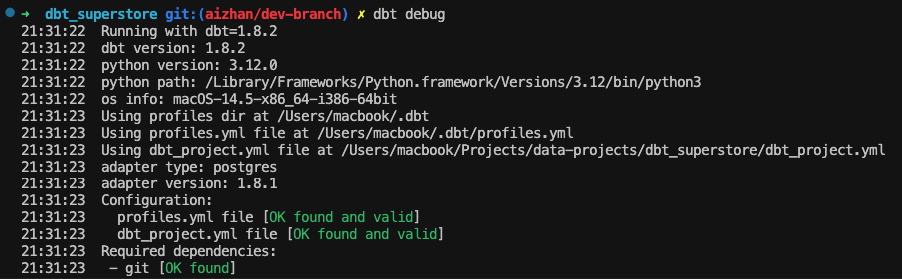 ➜ dbt_superstore git:(aizhan/dev-branch) ✗ dbt debug
21:31:22  Running with dbt=1.8.2
21:31:22  dbt version: 1.8.2
21:31:22  python version: 3.12.0
21:31:22  python path: /Library/Frameworks/Python.framework/Versions/3.12/bin/python3
21:31:22  os info: macOS-14.5-x86_64-i386-64bit
21:31:23  Using profiles dir at /Users/macbook/.dbt
21:31:23  Using profiles.yml file at /Users/macbook/.dbt/profiles.yml
21:31:23  Using dbt_project.yml file at /Users/macbook/Projects/data-projects/dbt_superstore/dbt_project.yml
21:31:23  adapter type: postgres
21:31:23  adapter version: 1.8.1
21:31:23  Configuration:
21:31:23    profiles.yml file [OK found and valid]
21:31:23    dbt_project.yml file [OK found and valid]
21:31:23  Required dependencies:
21:31:23   - git [OK found]